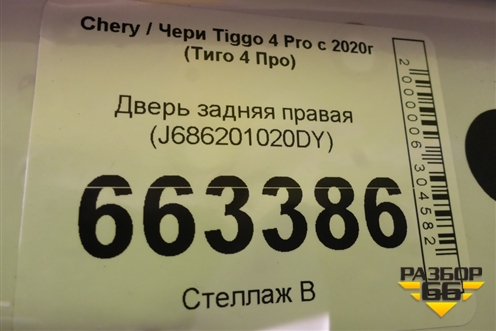 Chery / Чери Tiggo 4 Pro с 2020г
(Тиго 4 Про)
Дверь задняя правая
(J686201020DY)
663386
Стеллаж В
2000006304582
РАЗБОР
66